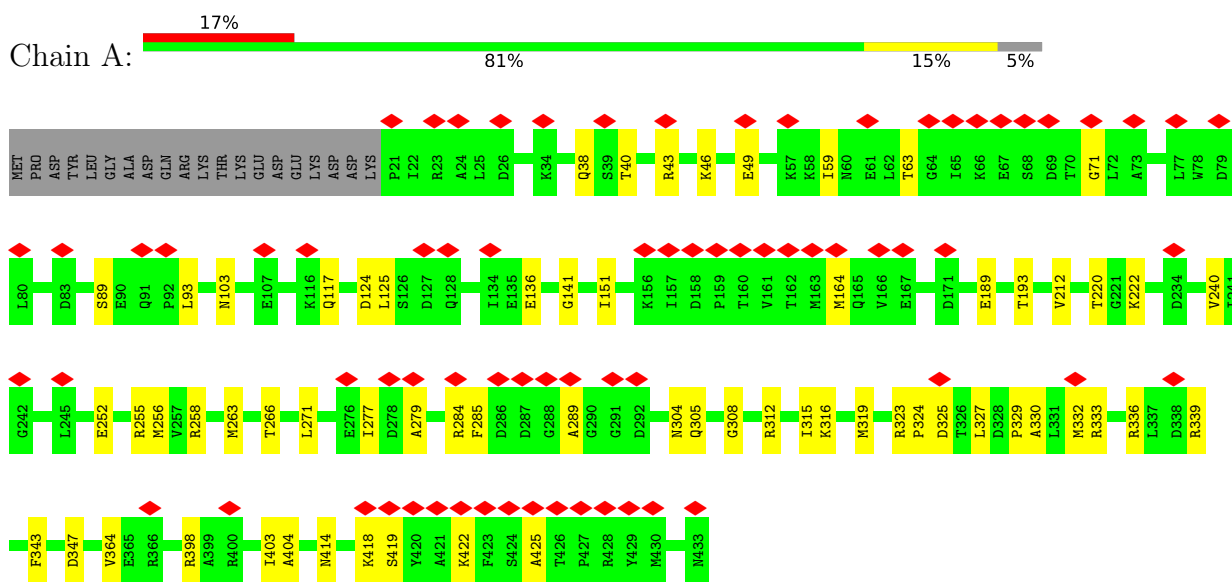 17%
Chain A:
81% 15% 5%
MET PRO ASP TYR LEU GLY ALA ASP GLN ARG LYS THR LYS GLU ASP GLU LYS ASP ASP LYS P21 I22 R23 A24 L25 D26 K34 Q38 S39 T40 R43 K46 E49 K57 K58 I59 N60 E61 L62 T63 G64 I65 K66 E67 S68 D69 T70 G71 L72 A73 L77 W78 D79
L80 D83 S89 E90 Q91 P92 L93 N103 E107 K116 Q117 D124 L125 S126 D127 Q128 I134 E135 E136 G141 I151 K156 I157 D158 P159 T160 V161 T162 M163 M164 Q165 V166 E167 D171 E189 T193 V212 T220 G221 K222 D234 V240 I241
G242 L245 E252 R255 M256 V257 R258 M263 T266 L271 E276 I277 D278 A279 R284 F285 D286 D287 G288 A289 G290 G291 D292 N304 Q305 G308 R312 I315 K316 M319 R323 P324 D325 T326 L327 D328 P329 A330 L331 M332 R333 R336 L337 D338 R339
F343 D347 V364 E365 R366 R398 A399 R400 I403 A404 N414 K418 S419 Y420 A421 K422 F423 S424 A425 T426 P427 R428 Y429 M430 N433